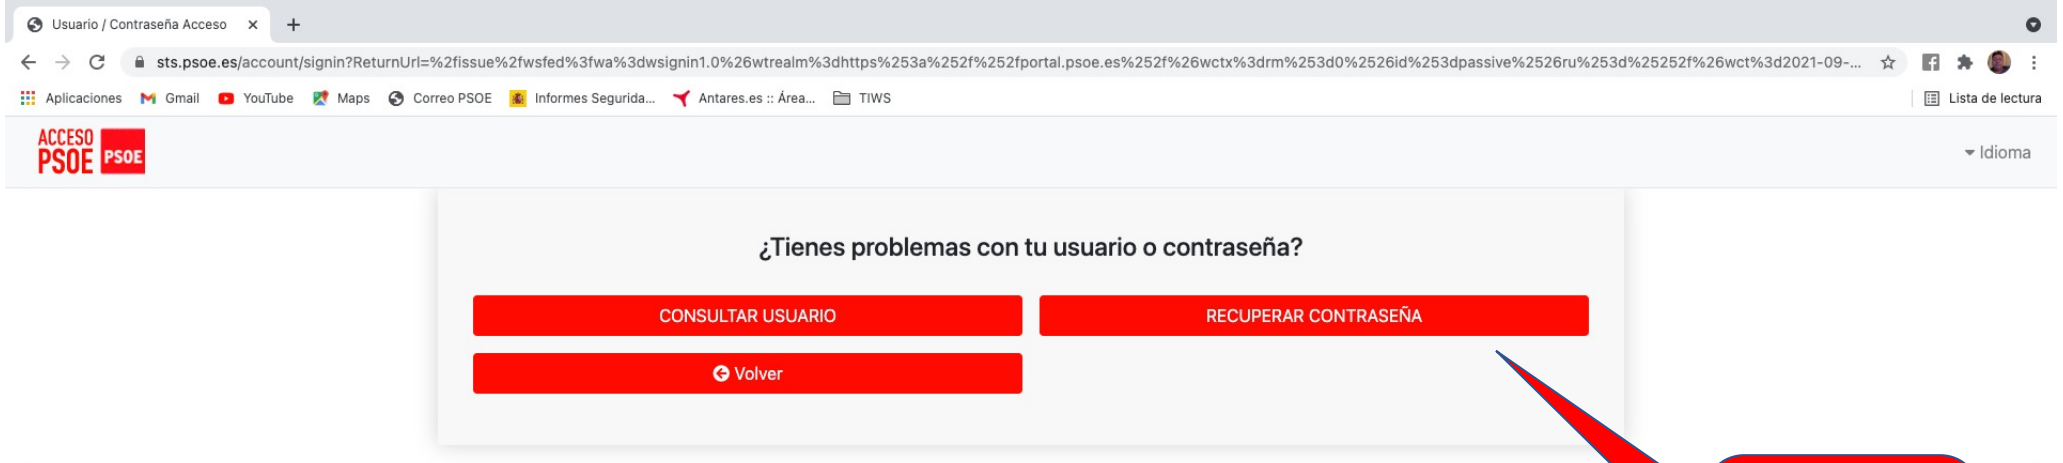 Usuario / Contraseña Acceso
sts.psoe.es/account/signin?ReturnUrl=%2fissue%2fwsfed%3fwa%3dwsignin1.0%26wtrealm%3dhttps%253a%252f%252fportal.psoe.es%252f%26wctx%3drm%253d0%2526id%253dpassive%2526ru%253d%25252f%26wct%3d2021-09-...
Aplicaciones Gmail YouTube Maps Correo PSOE Informes Segurida... Antares.es :: Área... TIWS Lista de lectura
ACCESO
PSOE PSOE
Idioma
¿Tienes problemas con tu usuario o contraseña?
CONSULTAR USUARIO RECUPERAR CONTRASEÑA
Volver